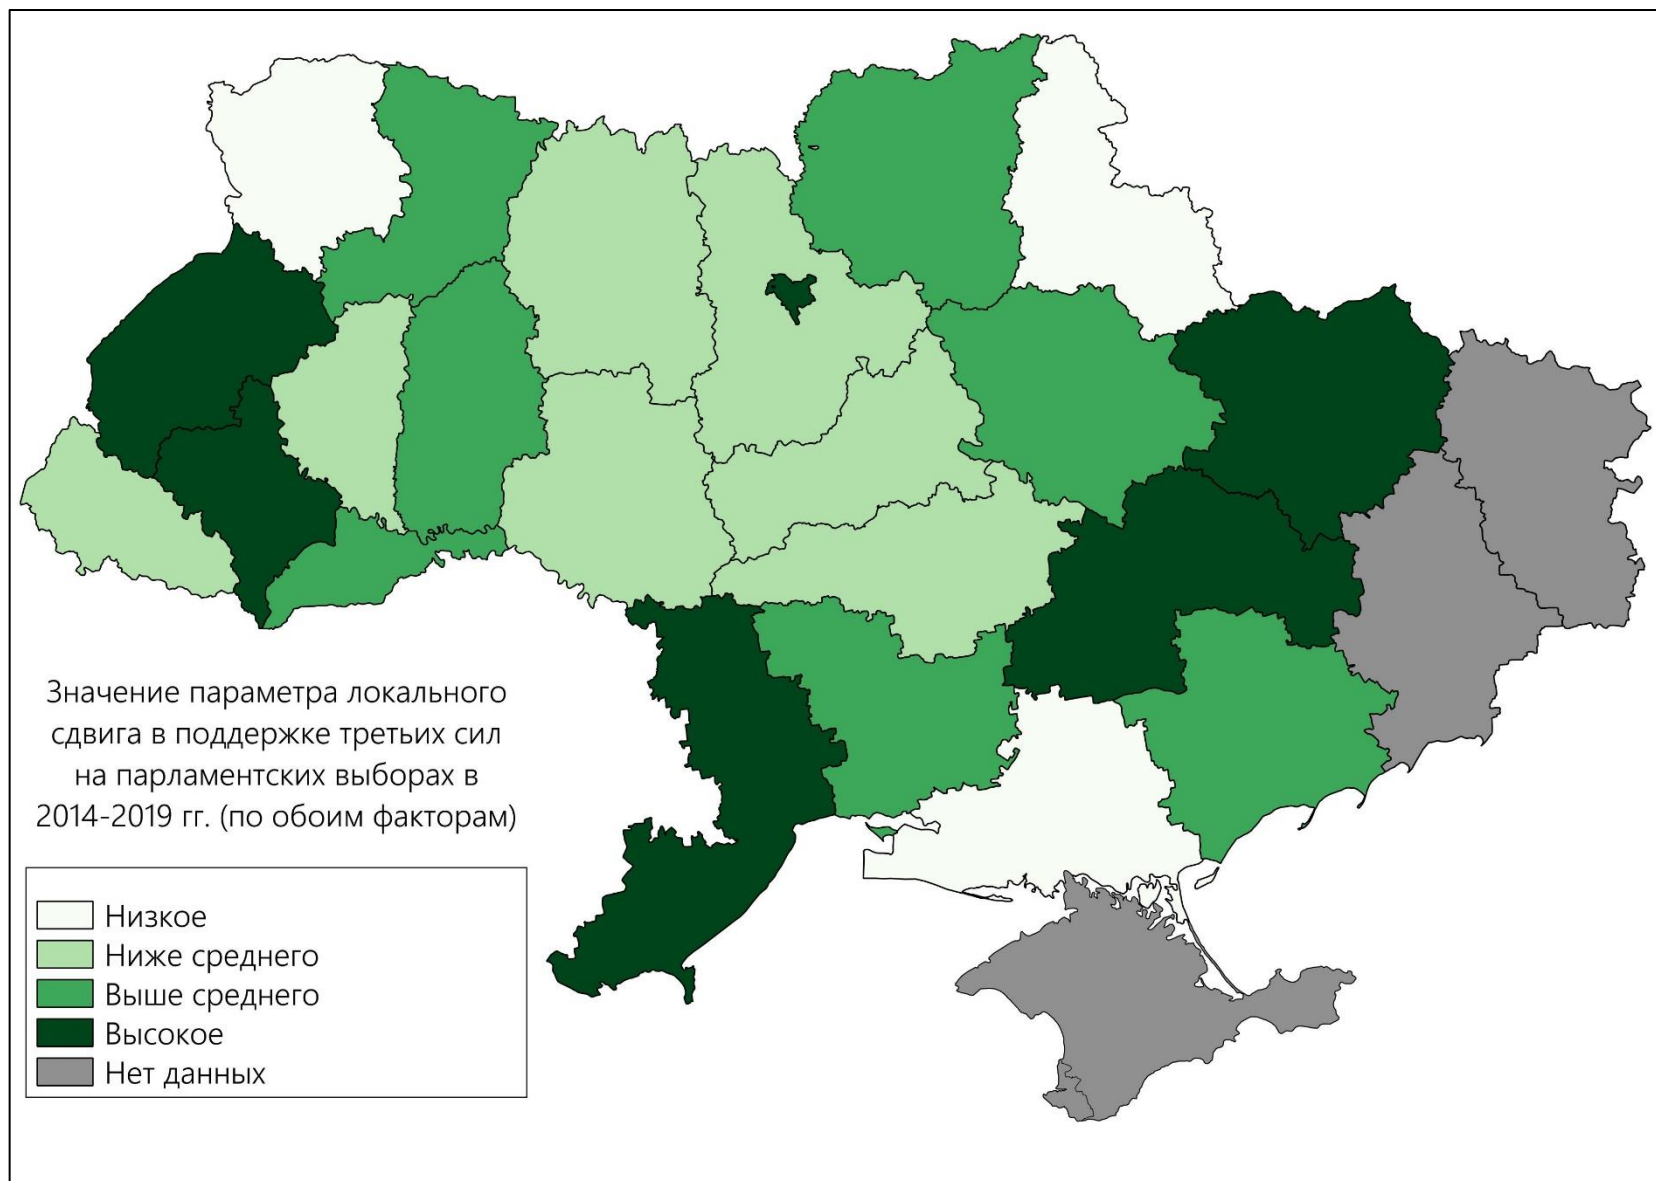 Значение параметра локального
сдвига в поддержке третьих сил
на парламентских выборах в
2014-2019 гг. (по обоим факторам)
Низкое
Ниже среднего
Выше среднего
Высокое
Нет данных